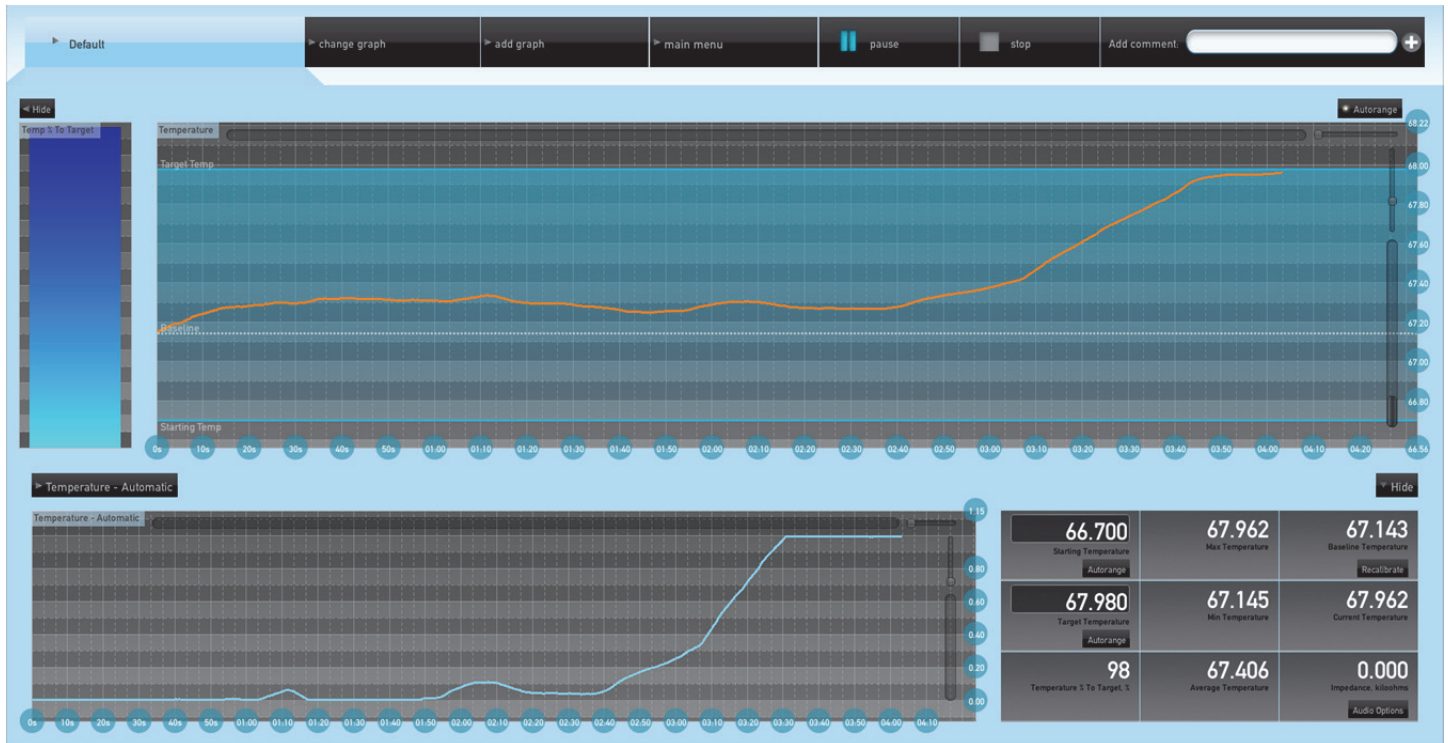 Default
change graph
add graph
main menu
pause
stop
Add comment:
Hide
Autorange
Temp % To Target
Temperature
68.22
Target Temp
68.00
67.80
67.60
67.40
Baseline
67.20
67.00
66.80
Starting Temp
0s 10s 20s 30s 40s 50s 01:00 01:10 01:20 01:30 01:40 01:50 02:00 02:10 02:20 02:30 02:40 02:50 03:00 03:10 03:20 03:30 03:40 03:50 04:00 04:10 04:20 66.56
Temperature - Automatic
Hide
Temperature - Automatic
1.15
0.80
0.60
0.40
0.20
0.00
0s 10s 20s 30s 40s 50s 01:00 01:10 01:20 01:30 01:40 01:50 02:00 02:10 02:20 02:30 02:40 02:50 03:00 03:10 03:20 03:30 03:40 03:50 04:00 04:10
66.700
Starting Temperature
Autorange
67.962
Max Temperature
67.143
Baseline Temperature
Recalibrate
67.980
Target Temperature
Autorange
67.145
Min Temperature
67.962
Current Temperature
98
Temperature % To Target, %
67.406
Average Temperature
0.000
Impedance, kiloohms
Audio Options